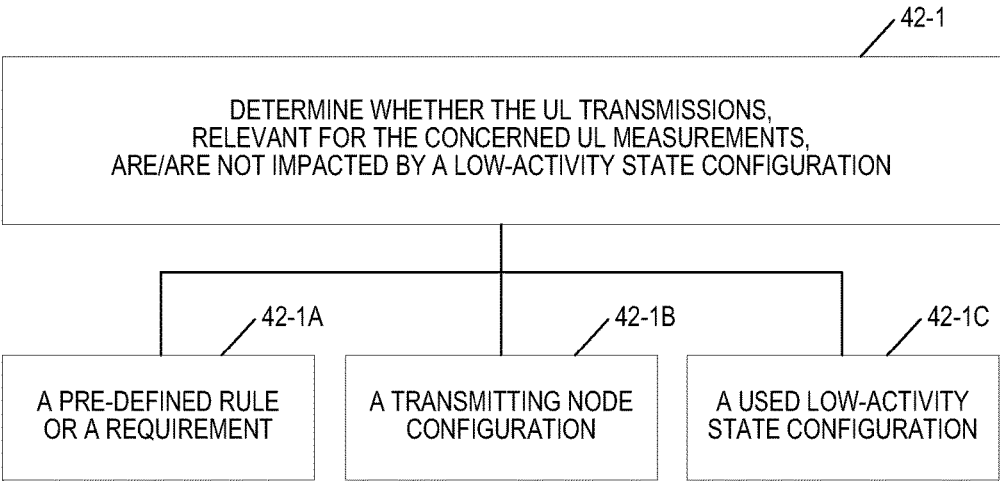 42-1
DETERMINE WHETHER THE UL TRANSMISSIONS,
RELEVANT FOR THE CONCERNED UL MEASUREMENTS,
ARE/ARE NOT IMPACTED BY A LOW-ACTIVITY STATE CONFIGURATION
42-1A
A PRE-DEFINED RULE
OR A REQUIREMENT
42-1B
A TRANSMITTING NODE
CONFIGURATION
42-1C
A USED LOW-ACTIVITY
STATE CONFIGURATION